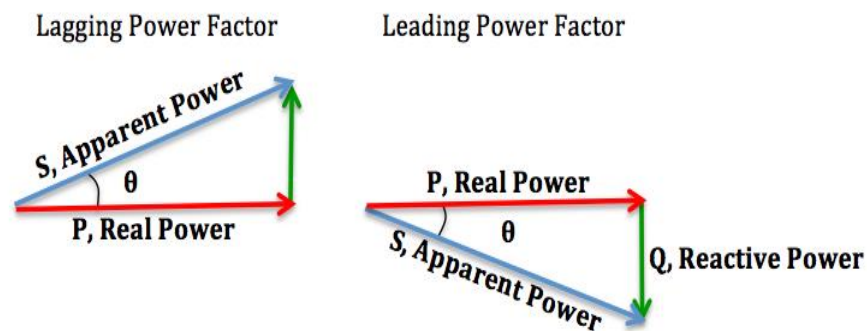 Lagging Power Factor
Leading Power Factor
S, Apparent Power
θ
P, Real Power
P, Real Power
θ
S, Apparent Power
Q, Reactive Power